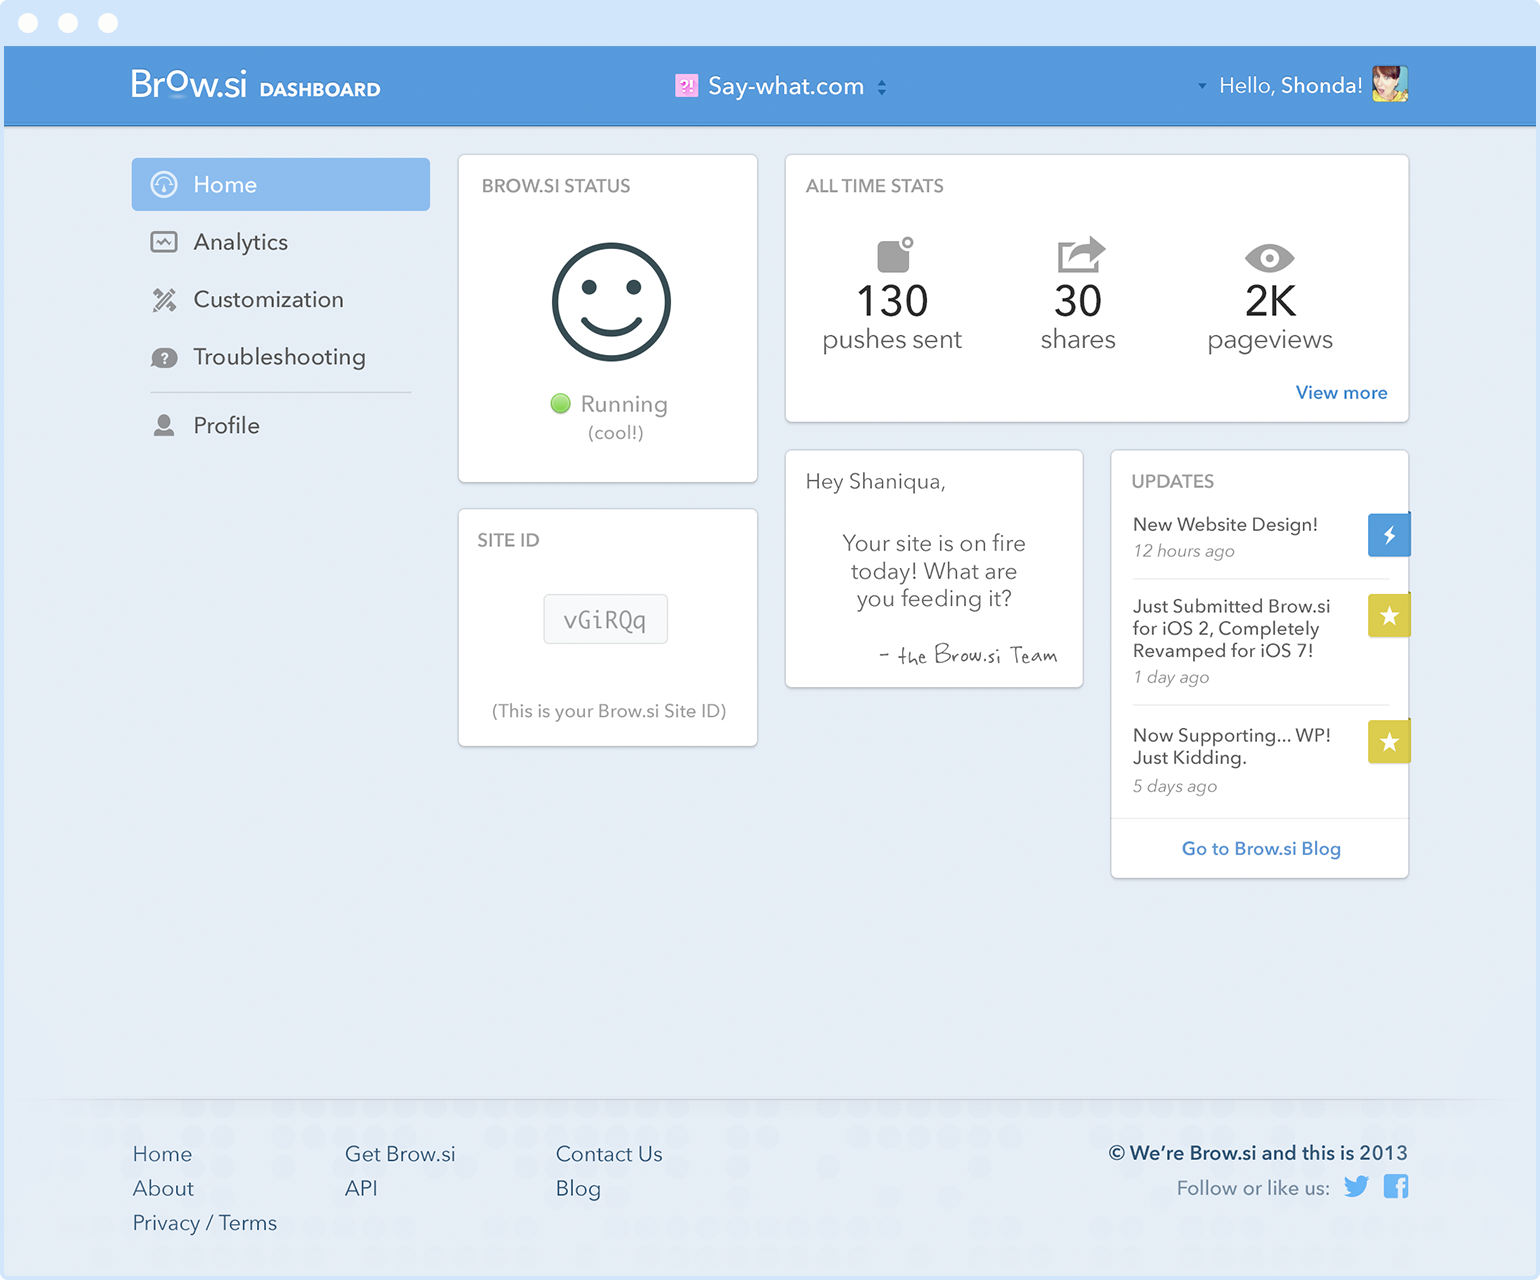 Brow.si DASHBOARD
?! Say-what.com
Hello, Shonda!
Home
Analytics
Customization
Troubleshooting
Profile
BROW.SI STATUS
Running
(cool!)
SITE ID
vGiRQq
(This is your Brow.si Site ID)
ALL TIME STATS
130
pushes sent
30
shares
2K
pageviews
View more
Hey Shaniqua,
Your site is on fire
today! What are
you feeding it?
- the Brow.si Team
UPDATES
New Website Design!
12 hours ago
Just Submitted Brow.si
for iOS 2, Completely
Revamped for iOS 7!
1 day ago
Now Supporting... WP!
Just Kidding.
5 days ago
Go to Brow.si Blog
Home
About
Privacy / Terms
Get Brow.si
API
Contact Us
Blog
© We're Brow.si and this is 2013
Follow or like us: